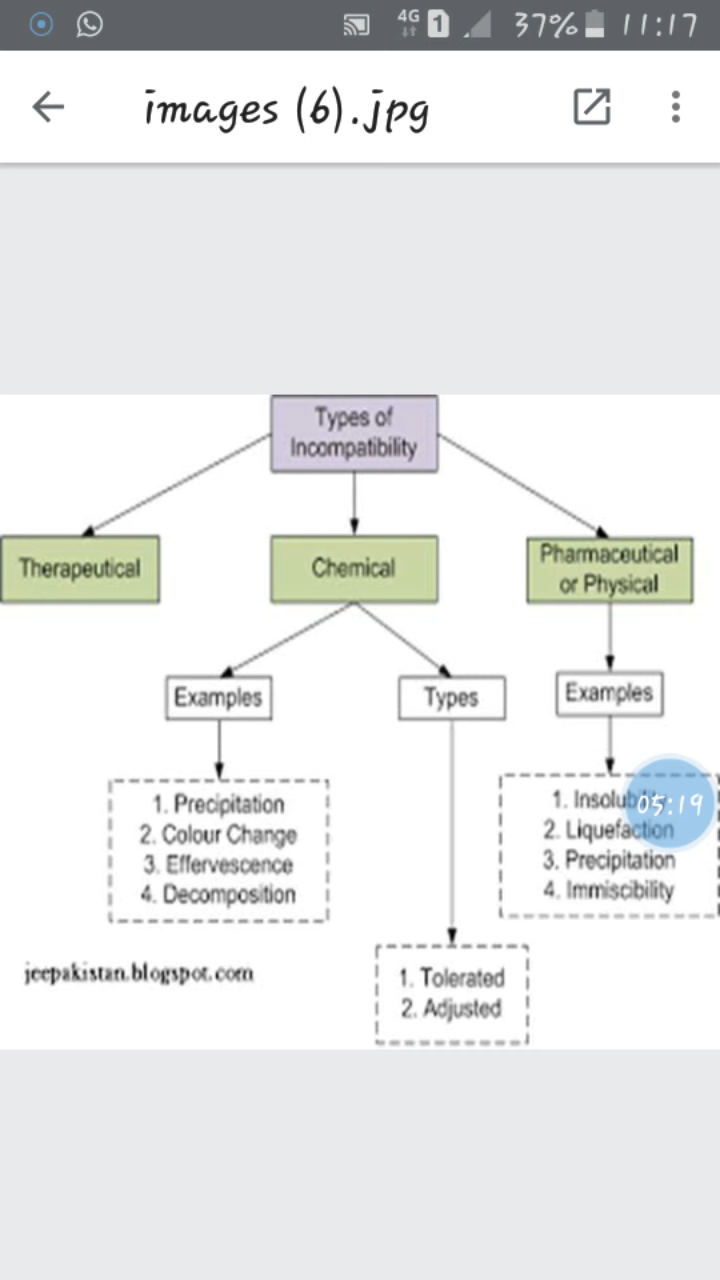 4G 1 37% 11:17
images (6).jpg
Types of
Incompatibility
Therapeutical
Chemical
Pharmaceutical
or Physical
Examples
Types
Examples
1. Precipitation
2. Colour Change
3. Effervescence
4. Decomposition
1.
05:19
2. Liquefaction
3. Precipitation
4. Immiscibility
jeepakistan.blogspot.com
1. Tolerated
2. Adjusted